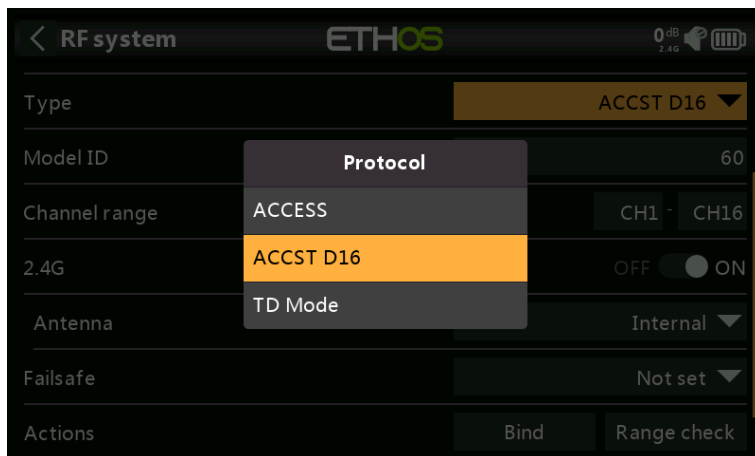 RF system ETHOS 0dB 2.4G
Type ACCST D16
Model ID 60
Protocol
Channel range CH1 - CH16
ACCESS
ACCST D16
2.4G OFF ON
TD Mode
Antenna Internal
Failsafe Not set
Actions Bind Range check